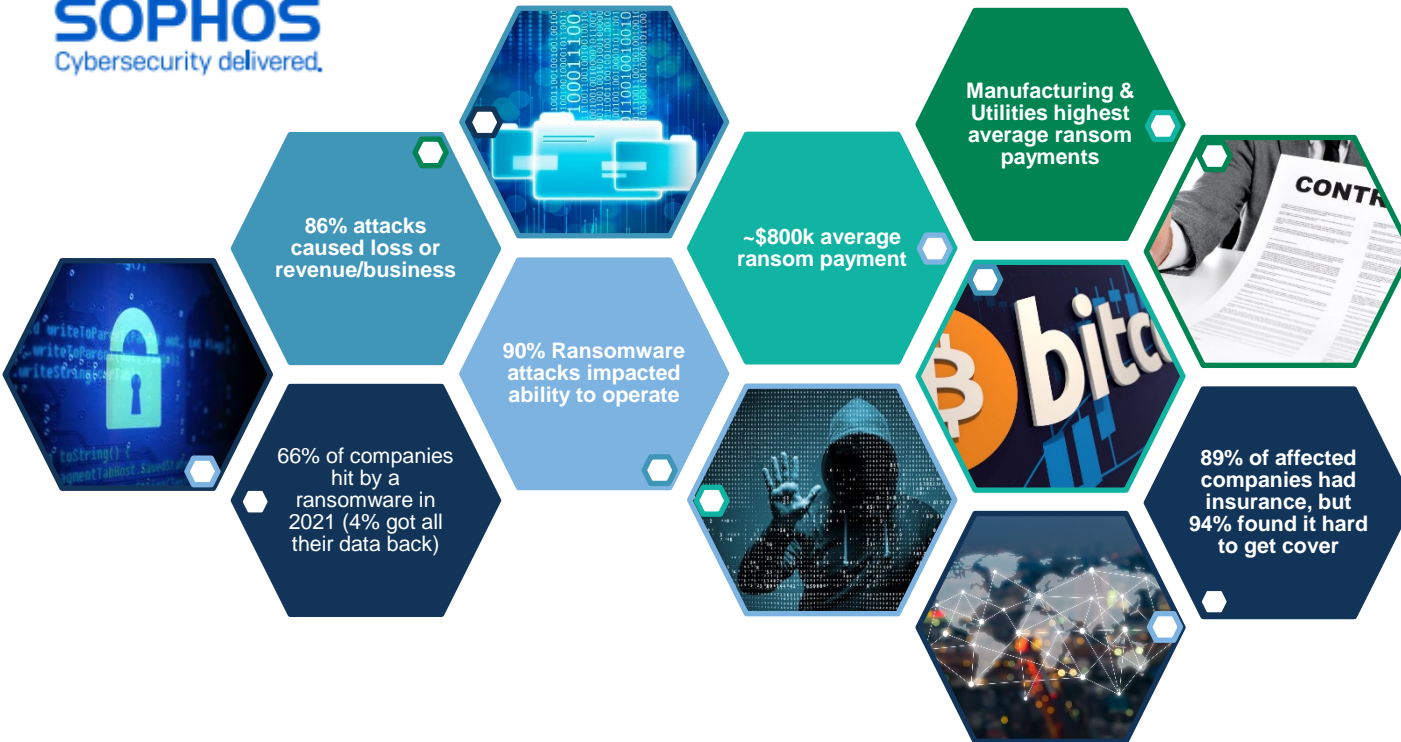 SOPHOS
Cybersecurity delivered.
86% attacks
caused loss or
revenue/business
66% of companies
hit by a
ransomware in
2021 (4% got all
their data back)
90% Ransomware
attacks impacted
ability to operate
~$800k average
ransom payment
Manufacturing &
Utilities highest
average ransom
payments
CONTR
bitc
89% of affected
companies had
insurance, but
94% found it hard
to get cover
writeString
toString() {